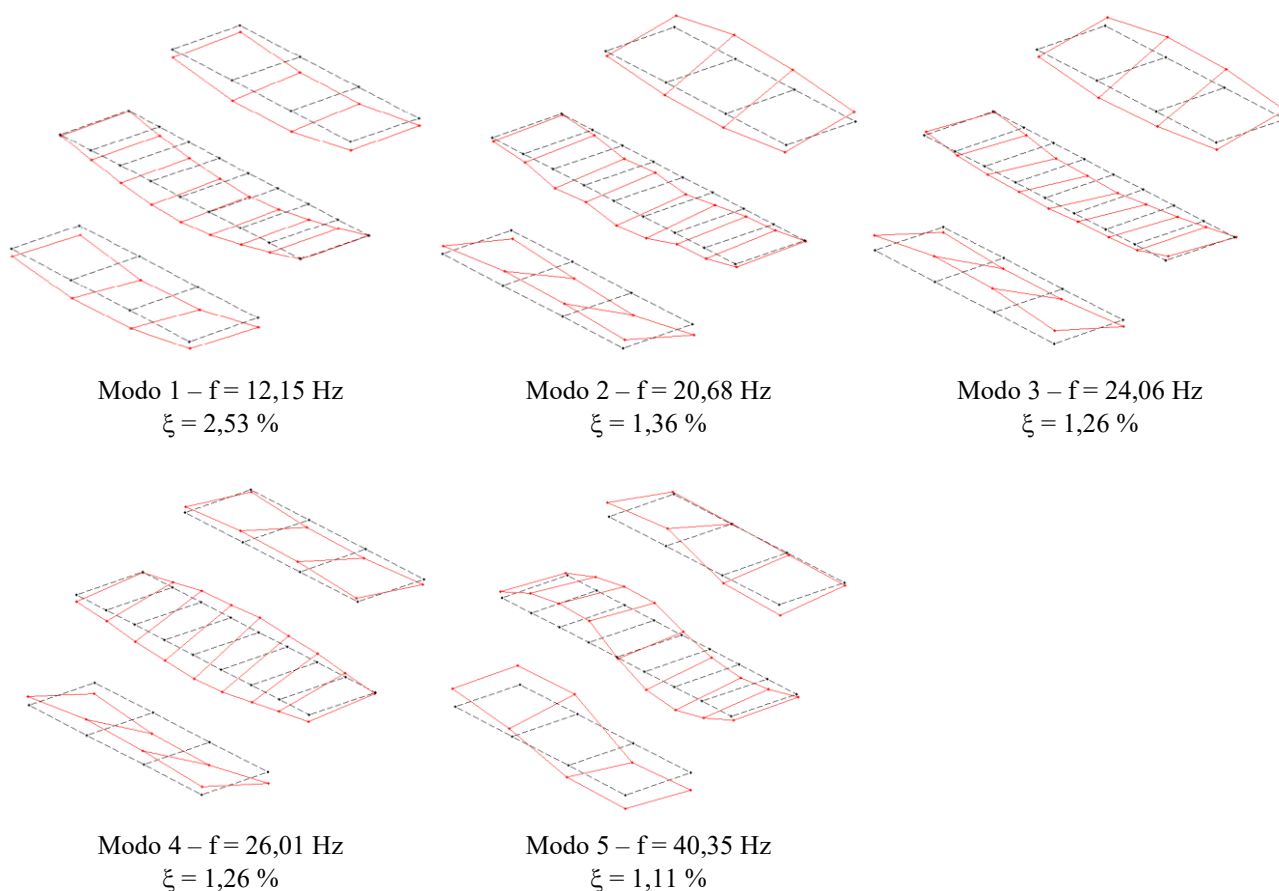 Modo 1 – f = 12,15 Hz
ξ = 2,53 %
Modo 2 – f = 20,68 Hz
ξ = 1,36 %
Modo 3 – f = 24,06 Hz
ξ = 1,26 %
Modo 4 – f = 26,01 Hz
ξ = 1,26 %
Modo 5 – f = 40,35 Hz
ξ = 1,11 %